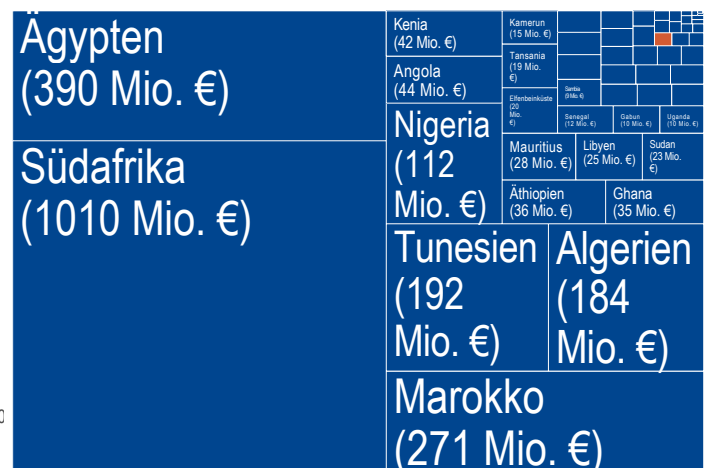 Ägypten
(390 Mio. €)
Südafrika
(1010 Mio. €)
Kenia
(42 Mio. €)
Angola
(44 Mio. €)
Nigeria
(112
Mio. €)
Kamerun
(15 Mio. €)
Tansania
(19 Mio.
€)
Elfenbeinküste
(20
Mio.
€)
Sambia
(9 Mio. €)
Senegal
(12 Mio. €)
Gabun
(10 Mio. €)
Uganda
(10 Mio. €)
Mauritius
(28 Mio. €)
Libyen
(25 Mio. €)
Sudan
(23 Mio.
€)
Äthiopien
(36 Mio. €)
Ghana
(35 Mio. €)
Tunesien
(192
Mio. €)
Algerien
(184
Mio. €)
Marokko
(271 Mio. €)